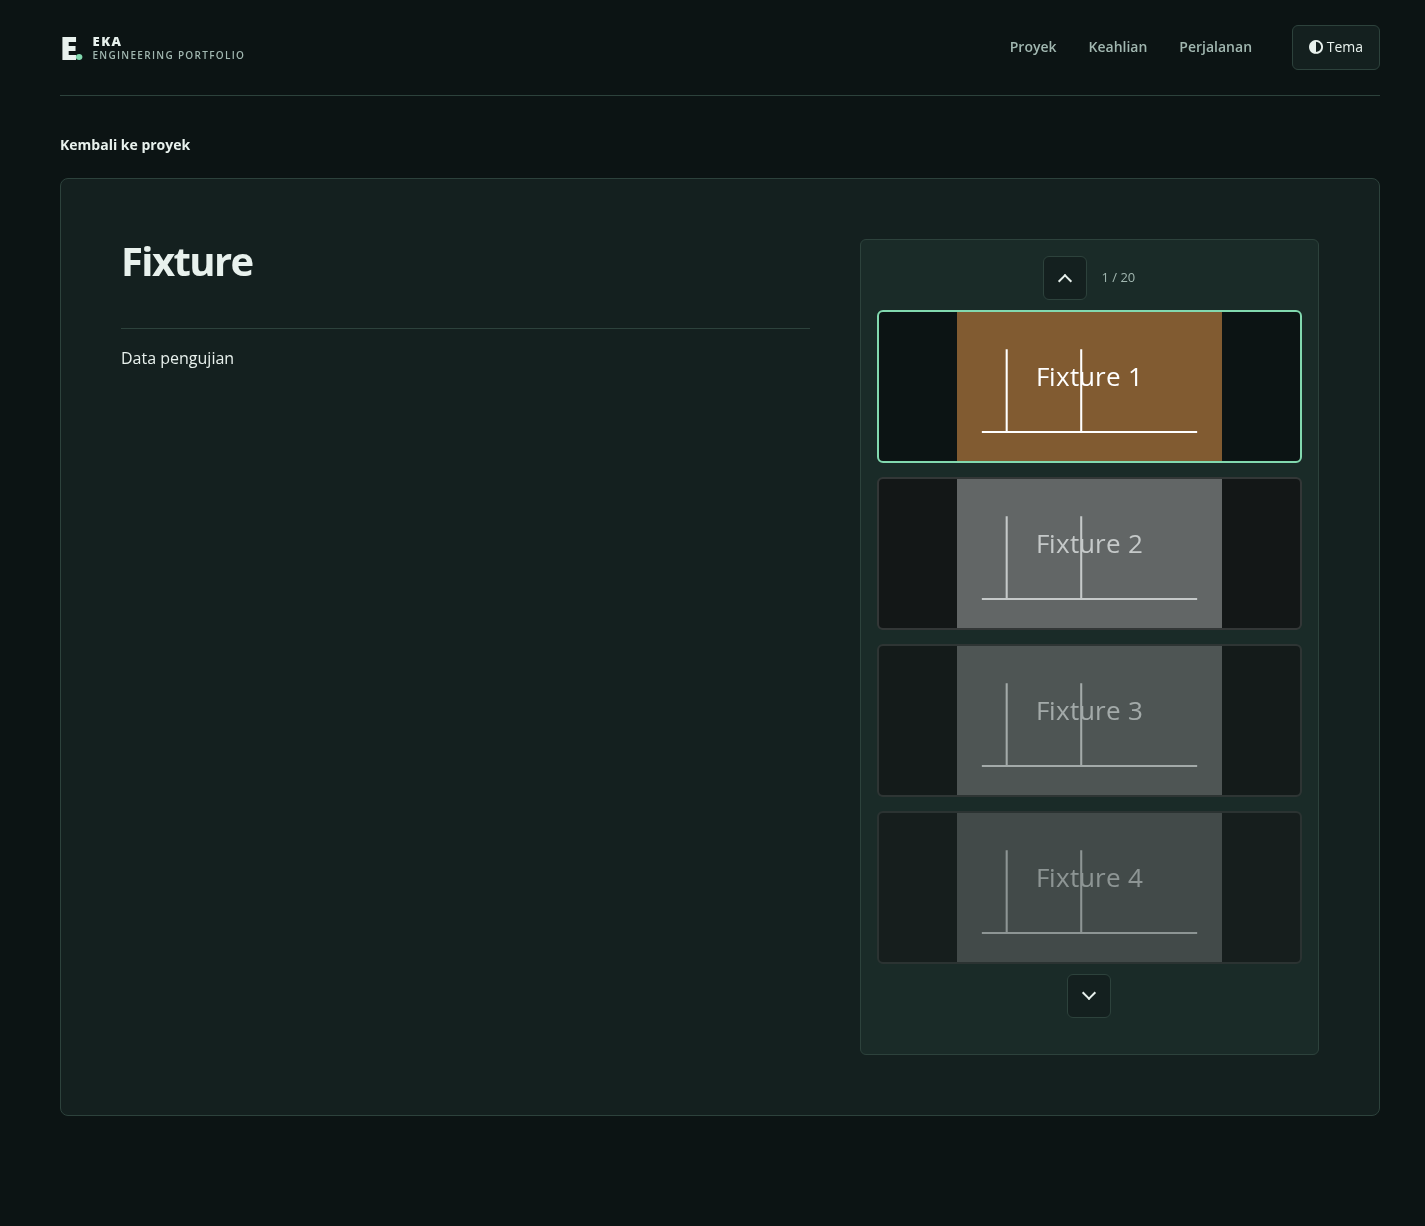 E.
EKA
ENGINEERING PORTFOLIO
Proyek
Keahlian
Perjalanan
Tema
Kembali ke proyek
Fixture
Data pengujian
1 / 20
Fixture 1
Fixture 2
Fixture 3
Fixture 4